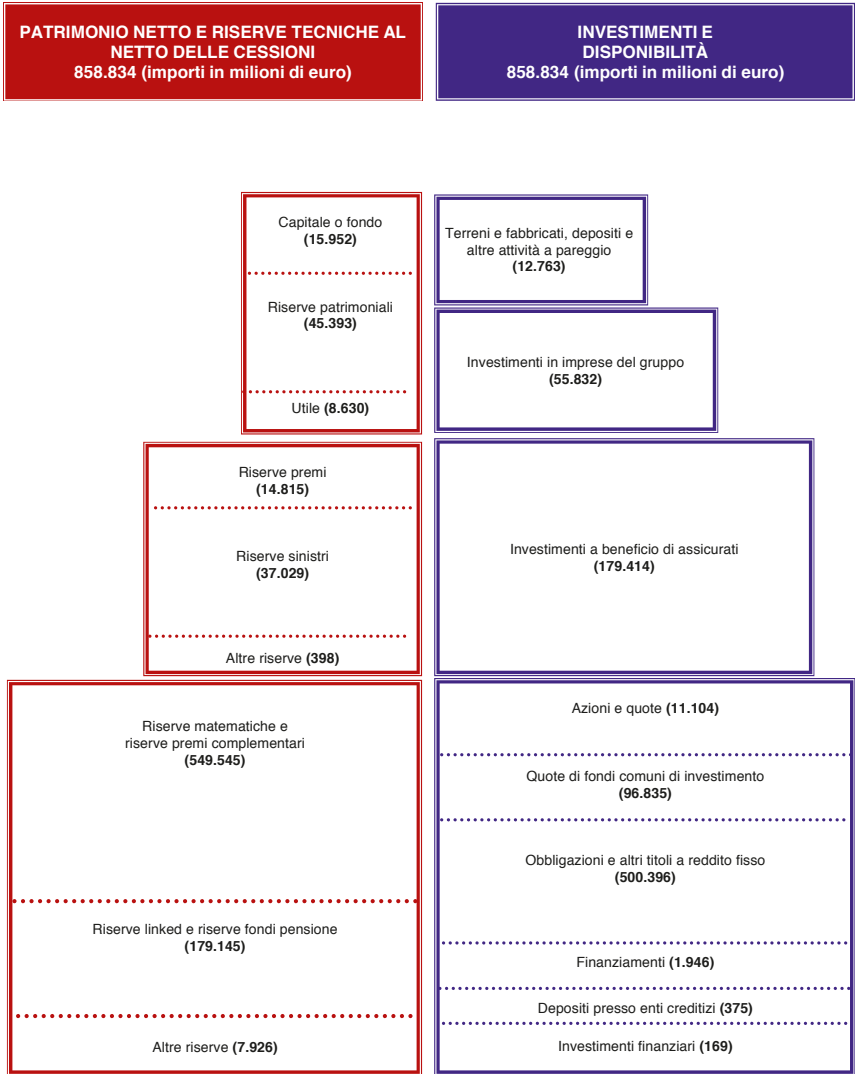 PATRIMONIO NETTO E RISERVE TECNICHE AL
NETTO DELLE CESSIONI
858.834 (importi in milioni di euro)
INVESTIMENTI E
DISPONIBILITÀ
858.834 (importi in milioni di euro)
Capitale o fondo
(15.952)
Riserve patrimoniali
(45.393)
Utile (8.630)
Riserve premi
(14.815)
Riserve sinistri
(37.029)
Altre riserve (398)
Riserve matematiche e
riserve premi complementari
(549.545)
Riserve linked e riserve fondi pensione
(179.145)
Altre riserve (7.926)
Terreni e fabbricati, depositi e
altre attività a pareggio
(12.763)
Investimenti in imprese del gruppo
(55.832)
Investimenti a beneficio di assicurati
(179.414)
Azioni e quote (11.104)
Quote di fondi comuni di investimento
(96.835)
Obbligazioni e altri titoli a reddito fisso
(500.396)
Finanziamenti (1.946)
Depositi presso enti creditizi (375)
Investimenti finanziari (169)